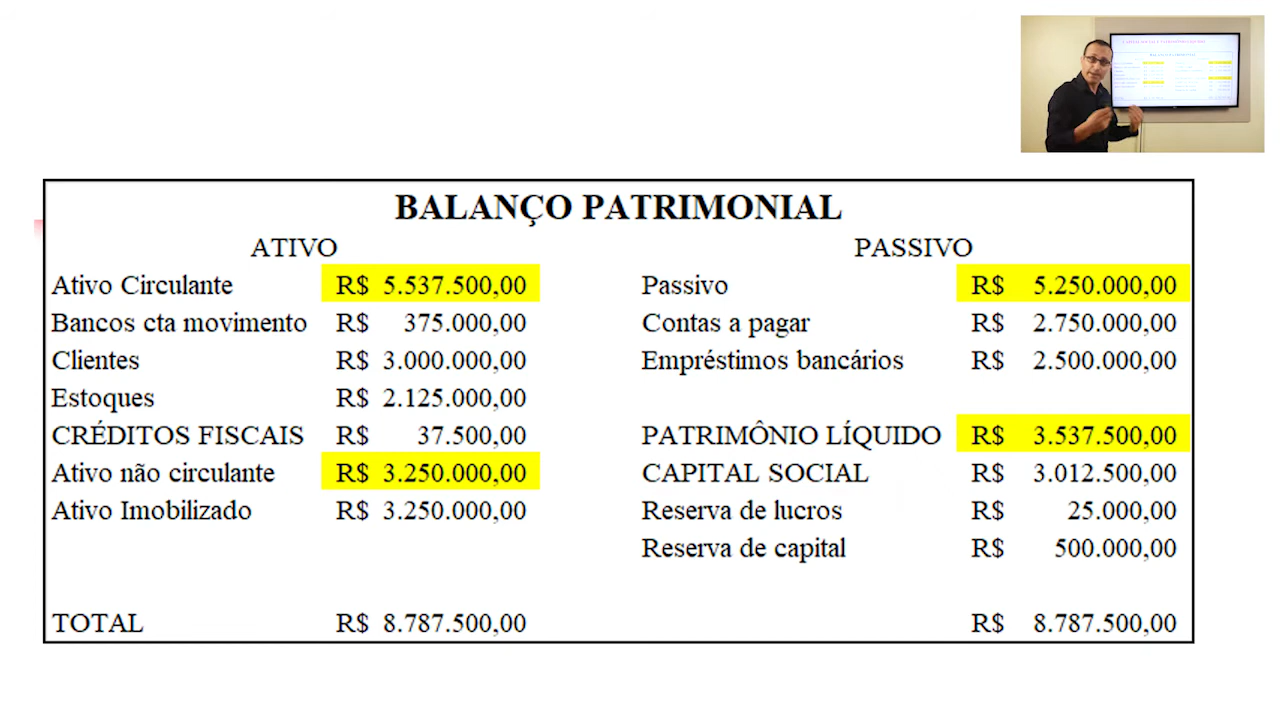 BALANÇO PATRIMONIAL
ATIVO PASSIVO
Ativo Circulante R$ 5.537.500,00 Passivo R$ 5.250.000,00
Bancos cta movimento R$ 375.000,00 Contas a pagar R$ 2.750.000,00
Clientes R$ 3.000.000,00 Empréstimos bancários R$ 2.500.000,00
Estoques R$ 2.125.000,00
CRÉDITOS FISCAIS R$ 37.500,00 PATRIMÔNIO LÍQUIDO R$ 3.537.500,00
Ativo não circulante R$ 3.250.000,00 CAPITAL SOCIAL R$ 3.012.500,00
Ativo Imobilizado R$ 3.250.000,00 Reserva de lucros R$ 25.000,00
Reserva de capital R$ 500.000,00
TOTAL R$ 8.787.500,00 R$ 8.787.500,00